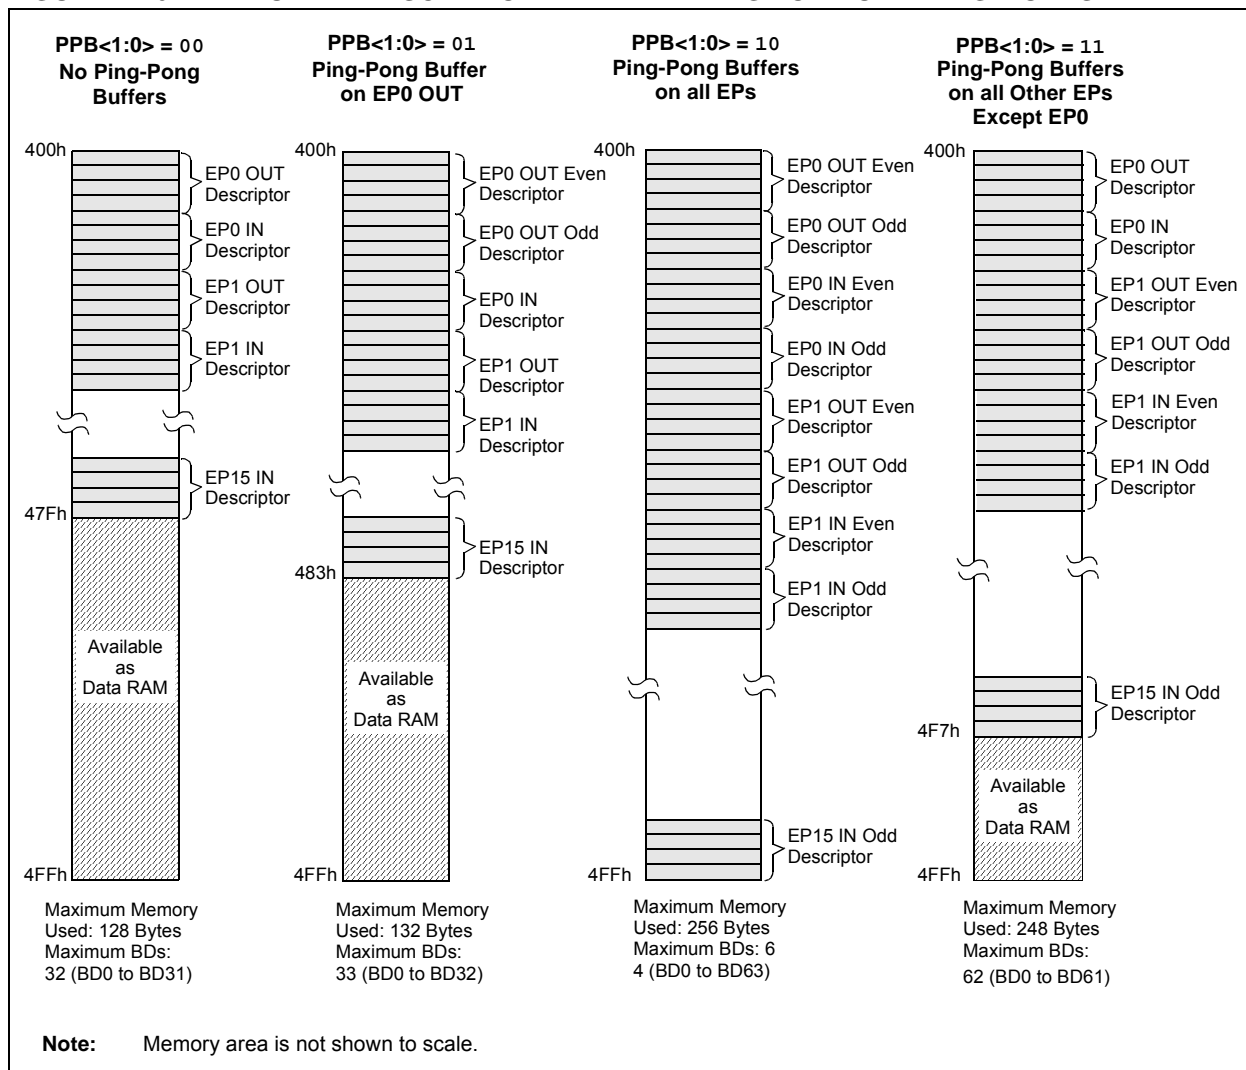 PPB<1:0> = 00
No Ping-Pong
Buffers
400h
EP0 OUT
Descriptor
EP0 IN
Descriptor
EP1 OUT
Descriptor
EP1 IN
Descriptor
EP15 IN
Descriptor
47Fh
Available
as
Data RAM
4FFh
Maximum Memory
Used: 128 Bytes
Maximum BDs:
32 (BD0 to BD31)
PPB<1:0> = 01
Ping-Pong Buffer
on EP0 OUT
400h
EP0 OUT Even
Descriptor
EP0 OUT Odd
Descriptor
EP0 IN
Descriptor
EP1 OUT
Descriptor
EP1 IN
Descriptor
EP15 IN
Descriptor
483h
Available
as
Data RAM
4FFh
Maximum Memory
Used: 132 Bytes
Maximum BDs:
33 (BD0 to BD32)
PPB<1:0> = 10
Ping-Pong Buffers
on all EPs
400h
EP0 OUT Even
Descriptor
EP0 OUT Odd
Descriptor
EP0 IN Even
Descriptor
EP0 IN Odd
Descriptor
EP1 OUT Even
Descriptor
EP1 OUT Odd
Descriptor
EP1 IN Even
Descriptor
EP1 IN Odd
Descriptor
EP15 IN Odd
Descriptor
4FFh
Maximum Memory
Used: 256 Bytes
Maximum BDs: 6
4 (BD0 to BD63)
PPB<1:0> = 11
Ping-Pong Buffers
on all Other EPs
Except EP0
400h
EP0 OUT
Descriptor
EP0 IN
Descriptor
EP1 OUT Even
Descriptor
EP1 OUT Odd
Descriptor
EP1 IN Even
Descriptor
EP1 IN Odd
Descriptor
EP15 IN Odd
Descriptor
4F7h
Available
as
Data RAM
4FFh
Maximum Memory
Used: 248 Bytes
Maximum BDs:
62 (BD0 to BD61)
Note: Memory area is not shown to scale.